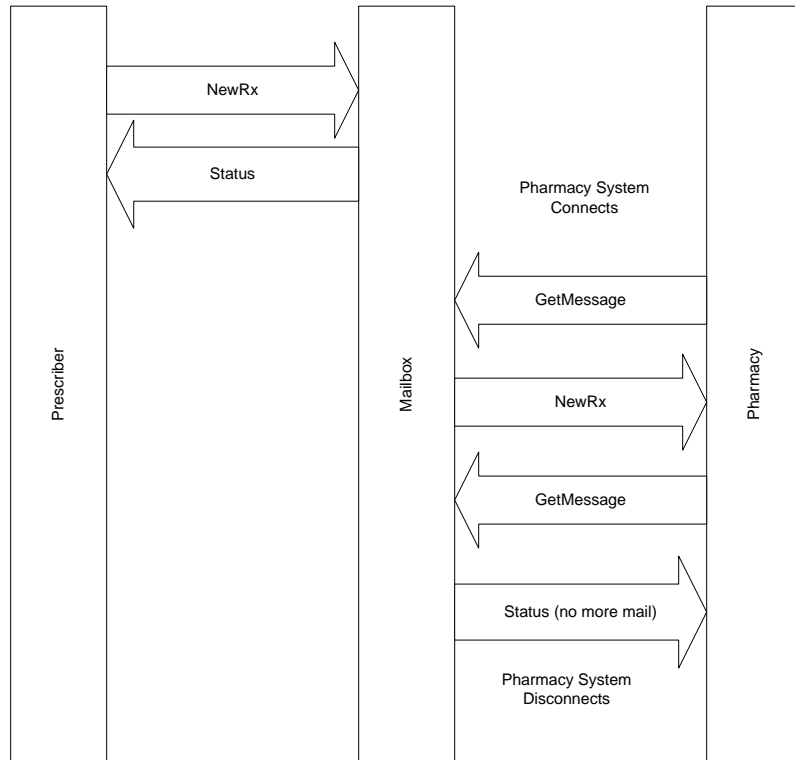 NewRx
Status
Pharmacy System
Connects
GetMessage
Prescriber
Mailbox
Pharmacy
NewRx
GetMessage
Status (no more mail)
Pharmacy System
Disconnects